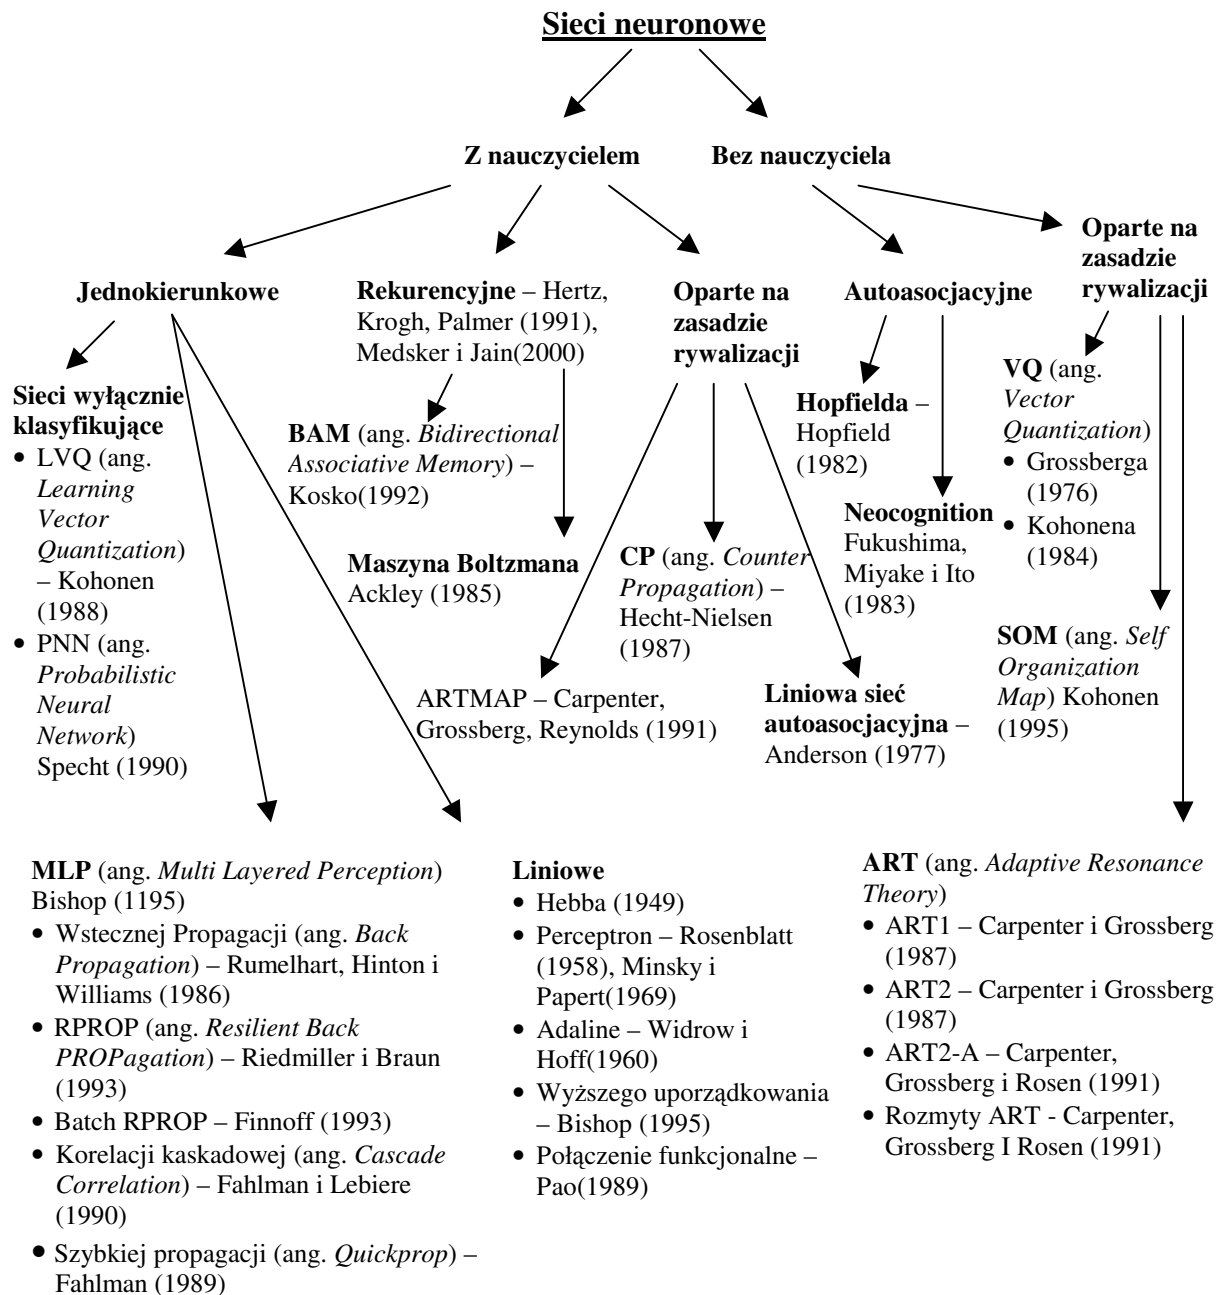 Sieci neuronowe
Z nauczycielem
Bez nauczyciela
Jednokierunkowe
Rekurencyjne – Hertz,
Krogh, Palmer (1991),
Medsker i Jain(2000)
Oparte na
zasadzie
rywalizacji
Autoasocjacyjne
Oparte na
zasadzie
rywalizacji
Sieci wyłącznie
klasyfikujące
• LVQ (ang.
Learning
Vector
Quantization)
– Kohonen
(1988)
• PNN (ang.
Probabilistic
Neural
Network)
Specht (1990)
BAM (ang. Bidirectional
Associative Memory) –
Kosko(1992)
Maszyna Boltzmana
Ackley (1985)
ARTMAP – Carpenter,
Grossberg, Reynolds (1991)
CP (ang. Counter
Propagation) –
Hecht-Nielsen
(1987)
Liniowa sieć
autoasocjacyjna –
Anderson (1977)
Hopfielda –
Hopfield
(1982)
Neocognition
Fukushima,
Miyake i Ito
(1983)
VQ (ang.
Vector
Quantization)
• Grossberga
(1976)
• Kohonena
(1984)
SOM (ang. Self
Organization
Map) Kohonen
(1995)
MLP (ang. Multi Layered Perception)
Bishop (1195)
• Wstecznej Propagacji (ang. Back
Propagation) – Rumelhart, Hinton i
Williams (1986)
• RPROP (ang. Resilient Back
PROPagation) – Riedmiller i Braun
(1993)
• Batch RPROP – Finnoff (1993)
• Korelacji kaskadowej (ang. Cascade
Correlation) – Fahlman i Lebiere
(1990)
• Szybkiej propagacji (ang. Quickprop) –
Fahlman (1989)
Liniowe
• Hebba (1949)
• Perceptron – Rosenblatt
(1958), Minsky i
Papert(1969)
• Adaline – Widrow i
Hoff(1960)
• Wyższego uporządkowania
– Bishop (1995)
• Połączenie funkcjonalne –
Pao(1989)
ART (ang. Adaptive Resonance
Theory)
• ART1 – Carpenter i Grossberg
(1987)
• ART2 – Carpenter i Grossberg
(1987)
• ART2-A – Carpenter,
Grossberg i Rosen (1991)
• Rozmyty ART - Carpenter,
Grossberg I Rosen (1991)